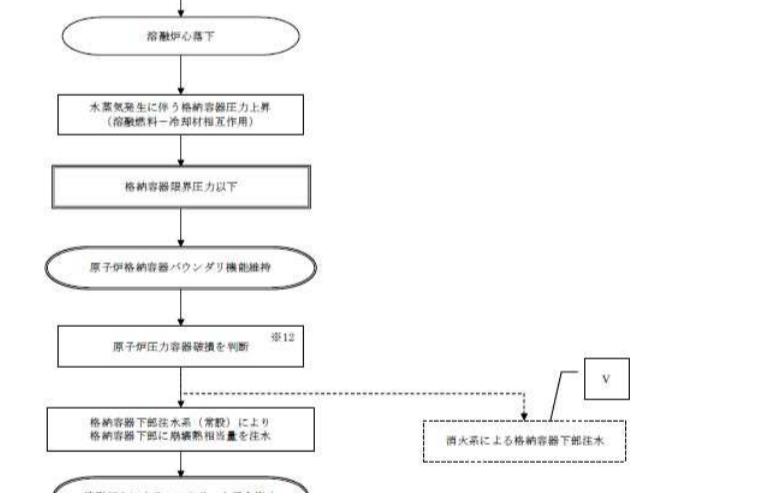 溶融炉心落下
水蒸気発生に伴う格納容器圧力上昇
（溶融燃料－冷却材相互作用）
格納容器限界圧力以下
原子炉格納容器バウンダリ機能維持
※12
原子炉圧力容器破損を判断
V
格納容器下部注水系（常設）により
格納容器下部に崩壊熱相当量を注水
消火系による格納容器下部注水